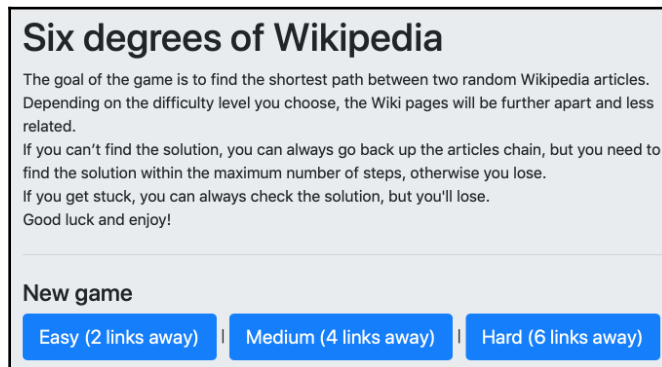 Six degrees of Wikipedia
The goal of the game is to find the shortest path between two random Wikipedia articles.
Depending on the difficulty level you choose, the Wiki pages will be further apart and less
related.
If you can’t find the solution, you can always go back up the articles chain, but you need to
find the solution within the maximum number of steps, otherwise you lose.
If you get stuck, you can always check the solution, but you'll lose.
Good luck and enjoy!
New game
Easy (2 links away) | Medium (4 links away) | Hard (6 links away)